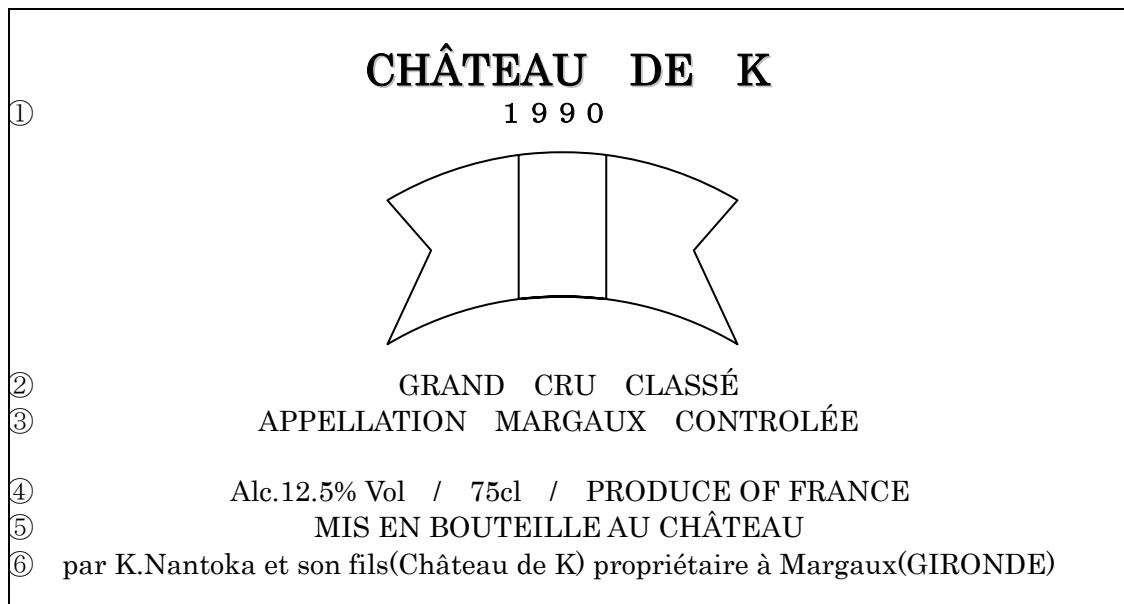 CHÂTEAU DE K
① 1990
② GRAND CRU CLASSÉ
③ APPELLATION MARGAUX CONTROLÉE
④ Alc.12.5% Vol / 75cl / PRODUCE OF FRANCE
⑤ MIS EN BOUTEILLE AU CHÂTEAU
⑥ par K.Nantoka et son fils(Château de K) propriétaire à Margaux(GIRONDE)